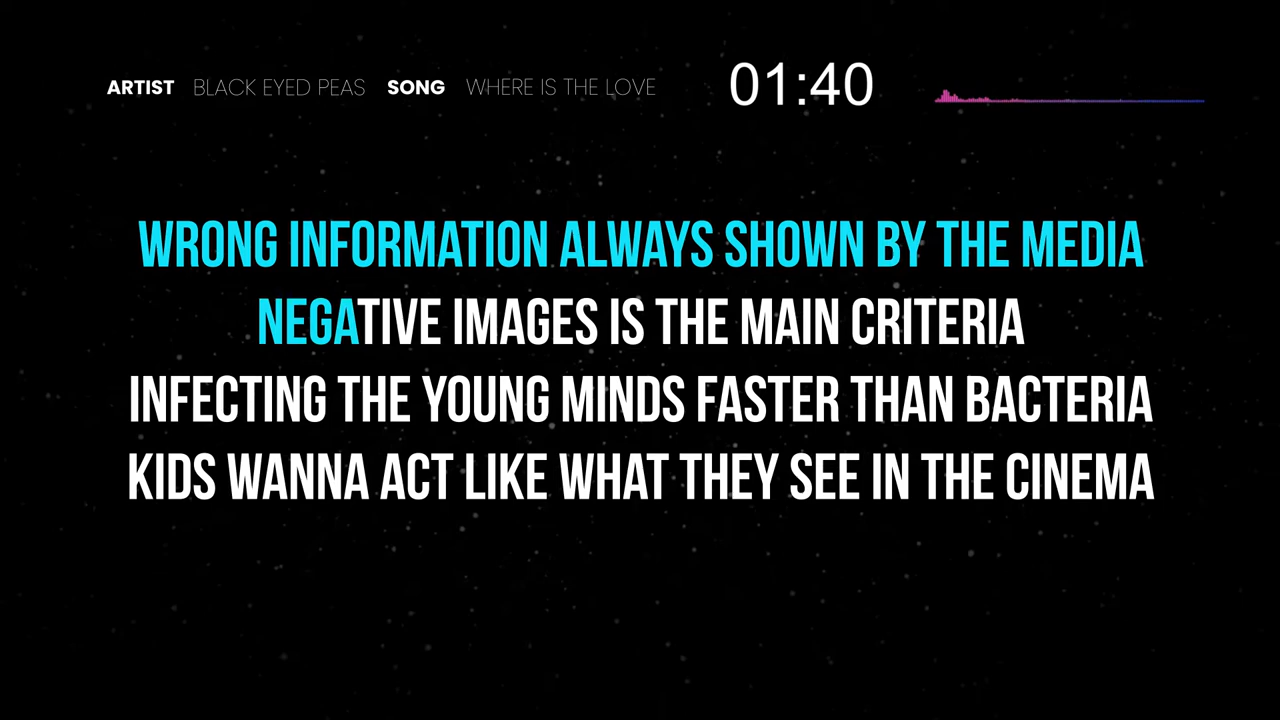 ARTIST BLACK EYED PEAS SONG WHERE IS THE LOVE 01:40
WRONG INFORMATION ALWAYS SHOWN BY THE MEDIA
NEGATIVE IMAGES IS THE MAIN CRITERIA
INFECTING THE YOUNG MINDS FASTER THAN BACTERIA
KIDS WANNA ACT LIKE WHAT THEY SEE IN THE CINEMA